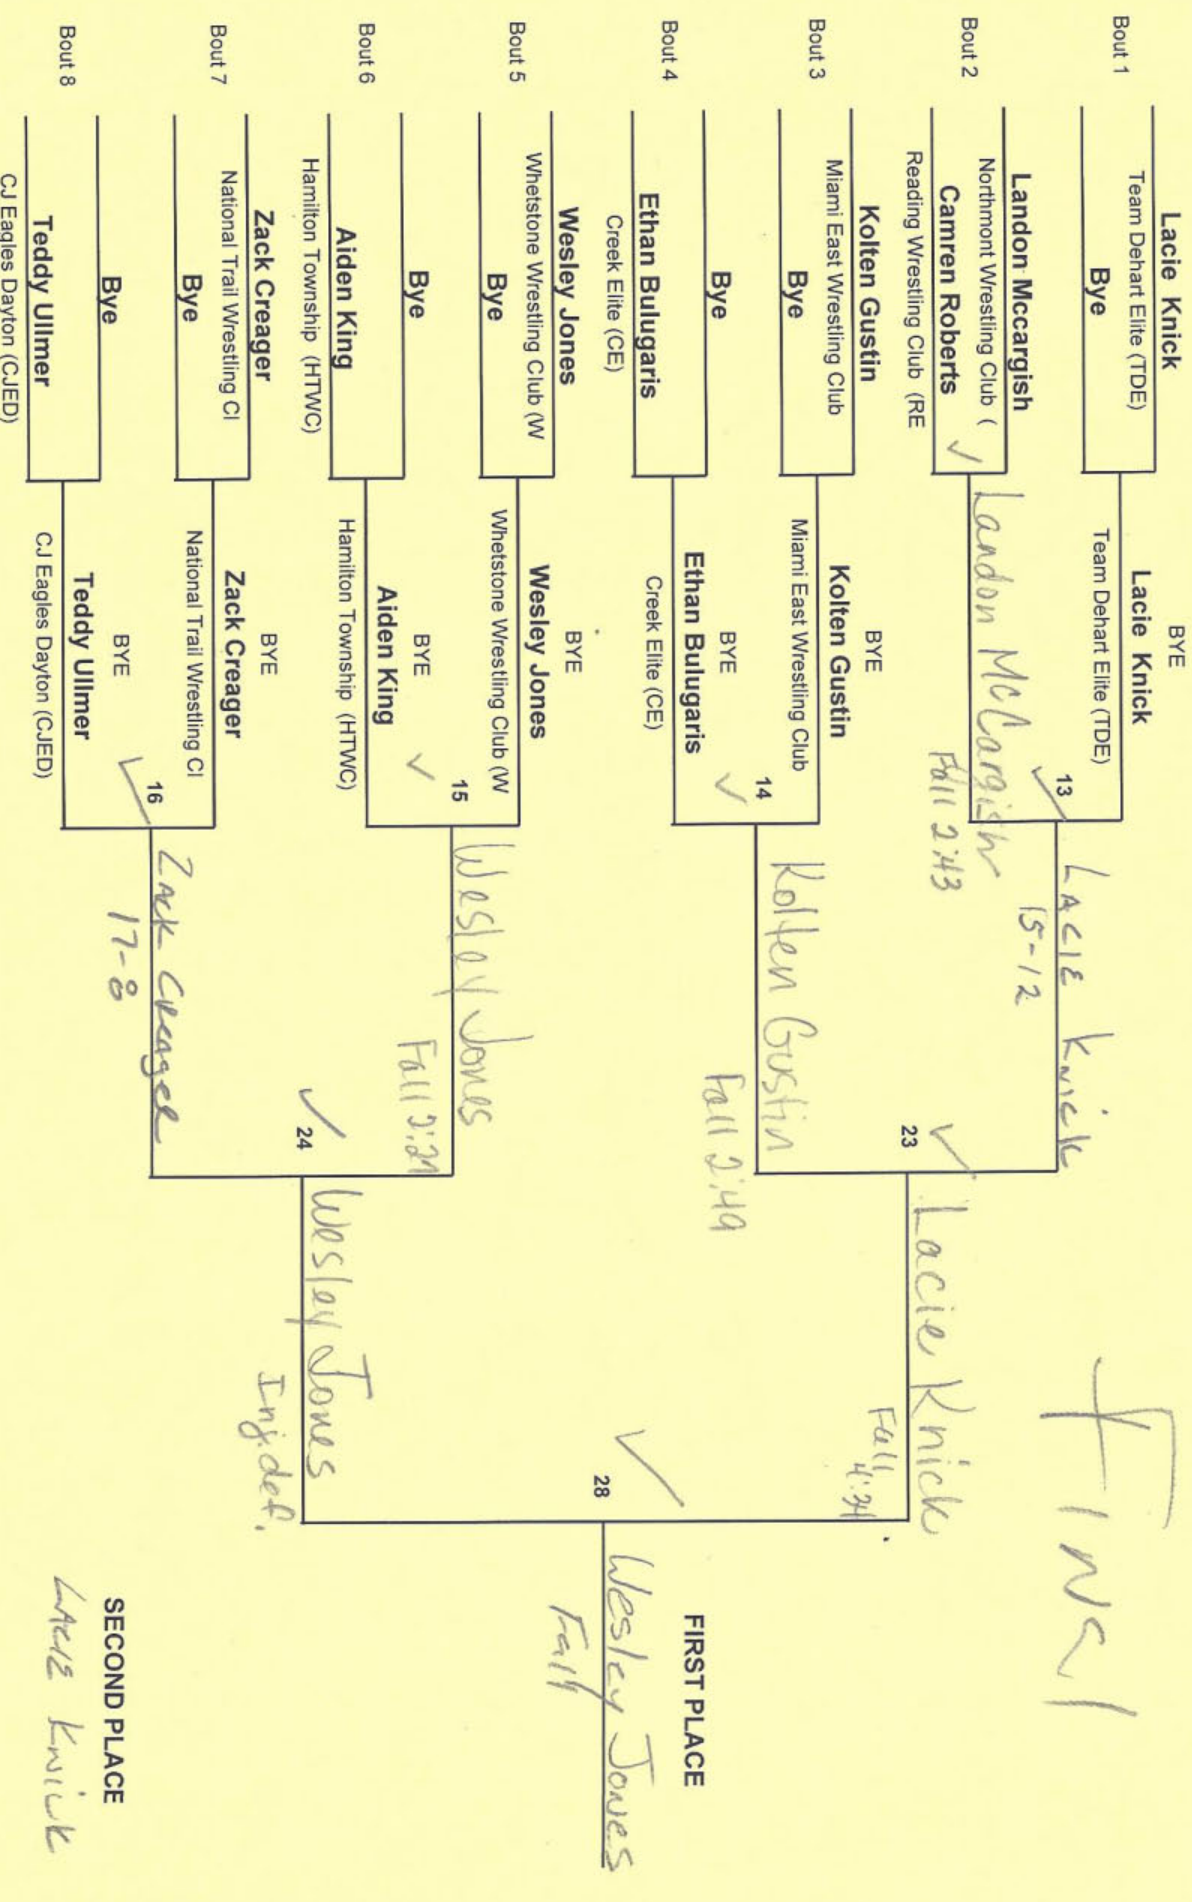 Bout 1
Lacie Knick
Team Dehart Elite (TDE)
Bye
Bout 2
Landon Mccargish
Northmont Wrestling Club (
Camren Roberts
Reading Wrestling Club (RE
Bout 3
Kolten Gustin
Miami East Wrestling Club
Bye
Bout 4
Bye
Ethan Bulugaris
Creek Elite (CE)
Bout 5
Wesley Jones
Whetstone Wrestling Club (W
Bye
Bout 6
Bye
Aiden King
Hamilton Township (HTWC)
Bout 7
Zack Creager
National Trail Wrestling Cl
Bye
Bout 8
Bye
Teddy Ullmer
CJ Eagles Dayton (CJED)
BYE
Lacie Knick
Team Dehart Elite (TDE)
13
Landon McCargish
Fall 2:43
BYE
Kolten Gustin
Miami East Wrestling Club
14
BYE
Ethan Bulugaris
Creek Elite (CE)
BYE
Wesley Jones
Whetstone Wrestling Club (W
15
BYE
Aiden King
Hamilton Township (HTWC)
BYE
Zack Creager
National Trail Wrestling Cl
16
BYE
Teddy Ullmer
CJ Eagles Dayton (CJED)
LACIE KNICK
15-12
23
Kolten Gustin
Fall 2:49
Wesley Jones
Fall
24
Zack Creager
17-8
Final
Lacie Knick
Fall
28
Wesley Jones
Inj. def.
FIRST PLACE
Wesley Jones
Fall
SECOND PLACE
LACIE KNICK